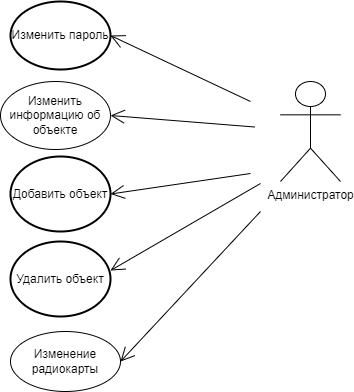 Изменить пароль
Изменить
информацию об
объекте
Добавить объект
Администратор
Удалить объект
Изменение
радиокарты